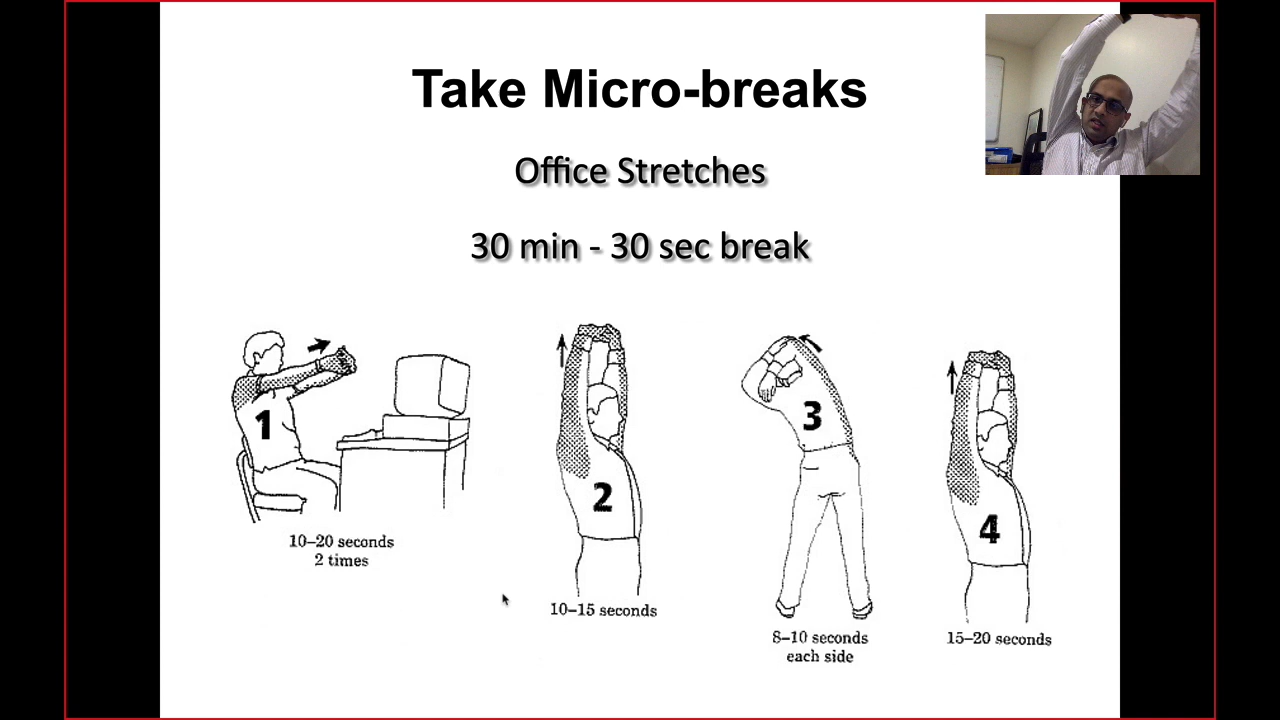 Take Micro-breaks
Office Stretches
30 min - 30 sec break
1
10–20 seconds
2 times
2
10–15 seconds
3
8–10 seconds
each side
4
15–20 seconds